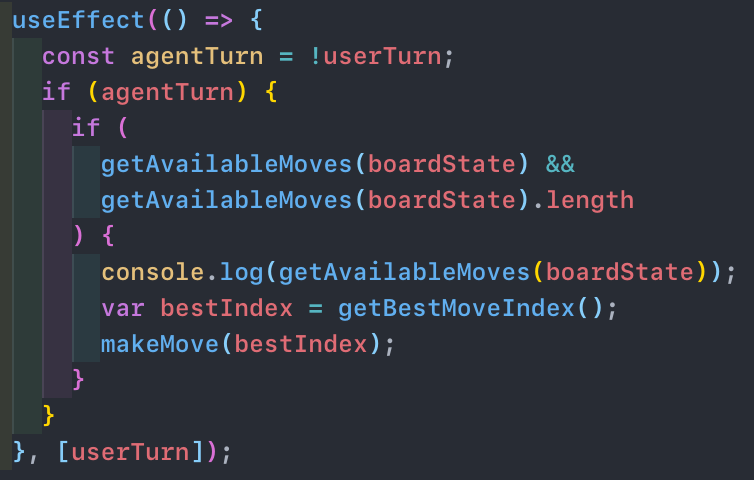 useEffect(() => {
  const agentTurn = !userTurn;
  if (agentTurn) {
    if (
      getAvailableMoves(boardState) &&
      getAvailableMoves(boardState).length
    ) {
      console.log(getAvailableMoves(boardState));
      var bestIndex = getBestMoveIndex();
      makeMove(bestIndex);
    }
  }
}, [userTurn]);